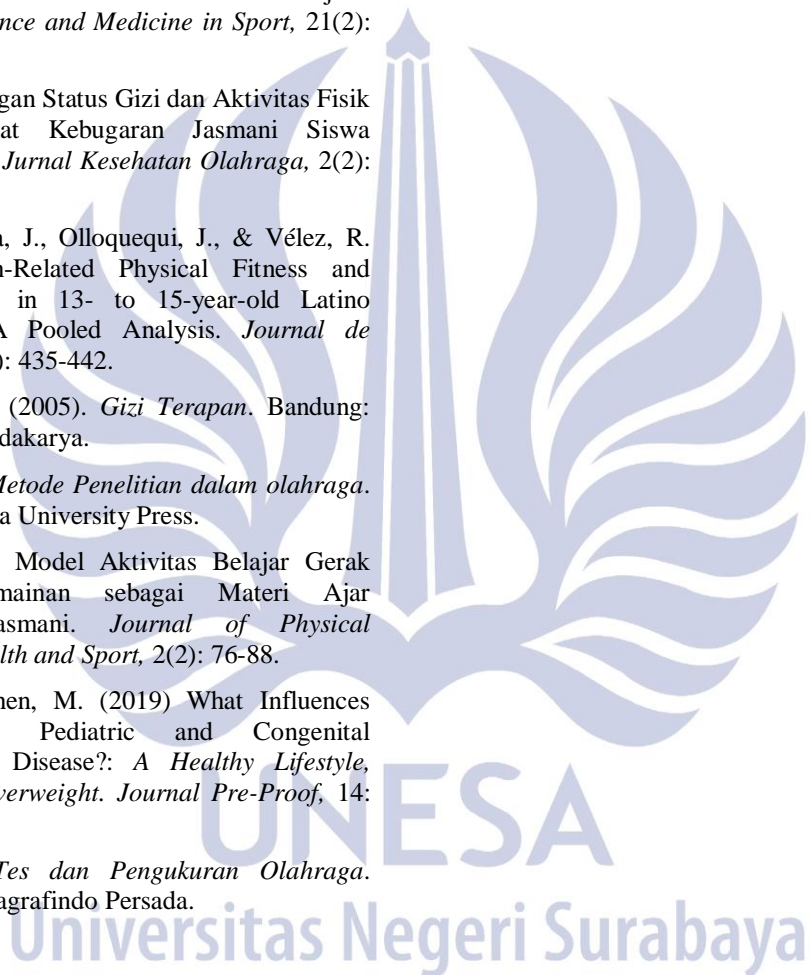 nce and Medicine in Sport, 21(2):
gan Status Gizi dan Aktivitas Fisik
at Kebugaran Jasmani Siswa
Jurnal Kesehatan Olahraga, 2(2):
a, J., Olloquequi, J., & Vélez, R.
n-Related Physical Fitness and
in 13- to 15-year-old Latino
A Pooled Analysis. Journal de
): 435-442.
(2005). Gizi Terapan. Bandung:
dakarya.
Metode Penelitian dalam olahraga.
a University Press.
Model Aktivitas Belajar Gerak
mainan sebagai Materi Ajar
asmani. Journal of Physical
lth and Sport, 2(2): 76-88.
nen, M. (2019) What Influences
Pediatric and Congenital
Disease?: A Healthy Lifestyle,
verweight. Journal Pre-Proof, 14:
Tes dan Pengukuran Olahraga.
agrafindo Persada.
UNESA
Universitas Negeri Surabaya